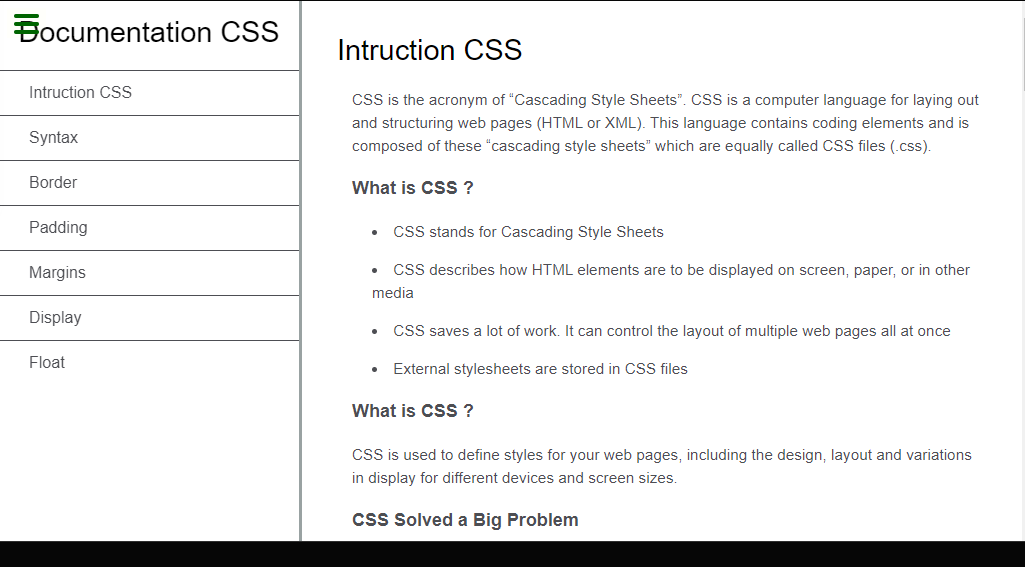 Documentation CSS
Intruction CSS
Syntax
Border
Padding
Margins
Display
Float
Intruction CSS
CSS is the acronym of “Cascading Style Sheets”. CSS is a computer language for laying out
and structuring web pages (HTML or XML). This language contains coding elements and is
composed of these “cascading style sheets” which are equally called CSS files (.css).
What is CSS ?
• CSS stands for Cascading Style Sheets
• CSS describes how HTML elements are to be displayed on screen, paper, or in other
media
• CSS saves a lot of work. It can control the layout of multiple web pages all at once
• External stylesheets are stored in CSS files
What is CSS ?
CSS is used to define styles for your web pages, including the design, layout and variations
in display for different devices and screen sizes.
CSS Solved a Big Problem